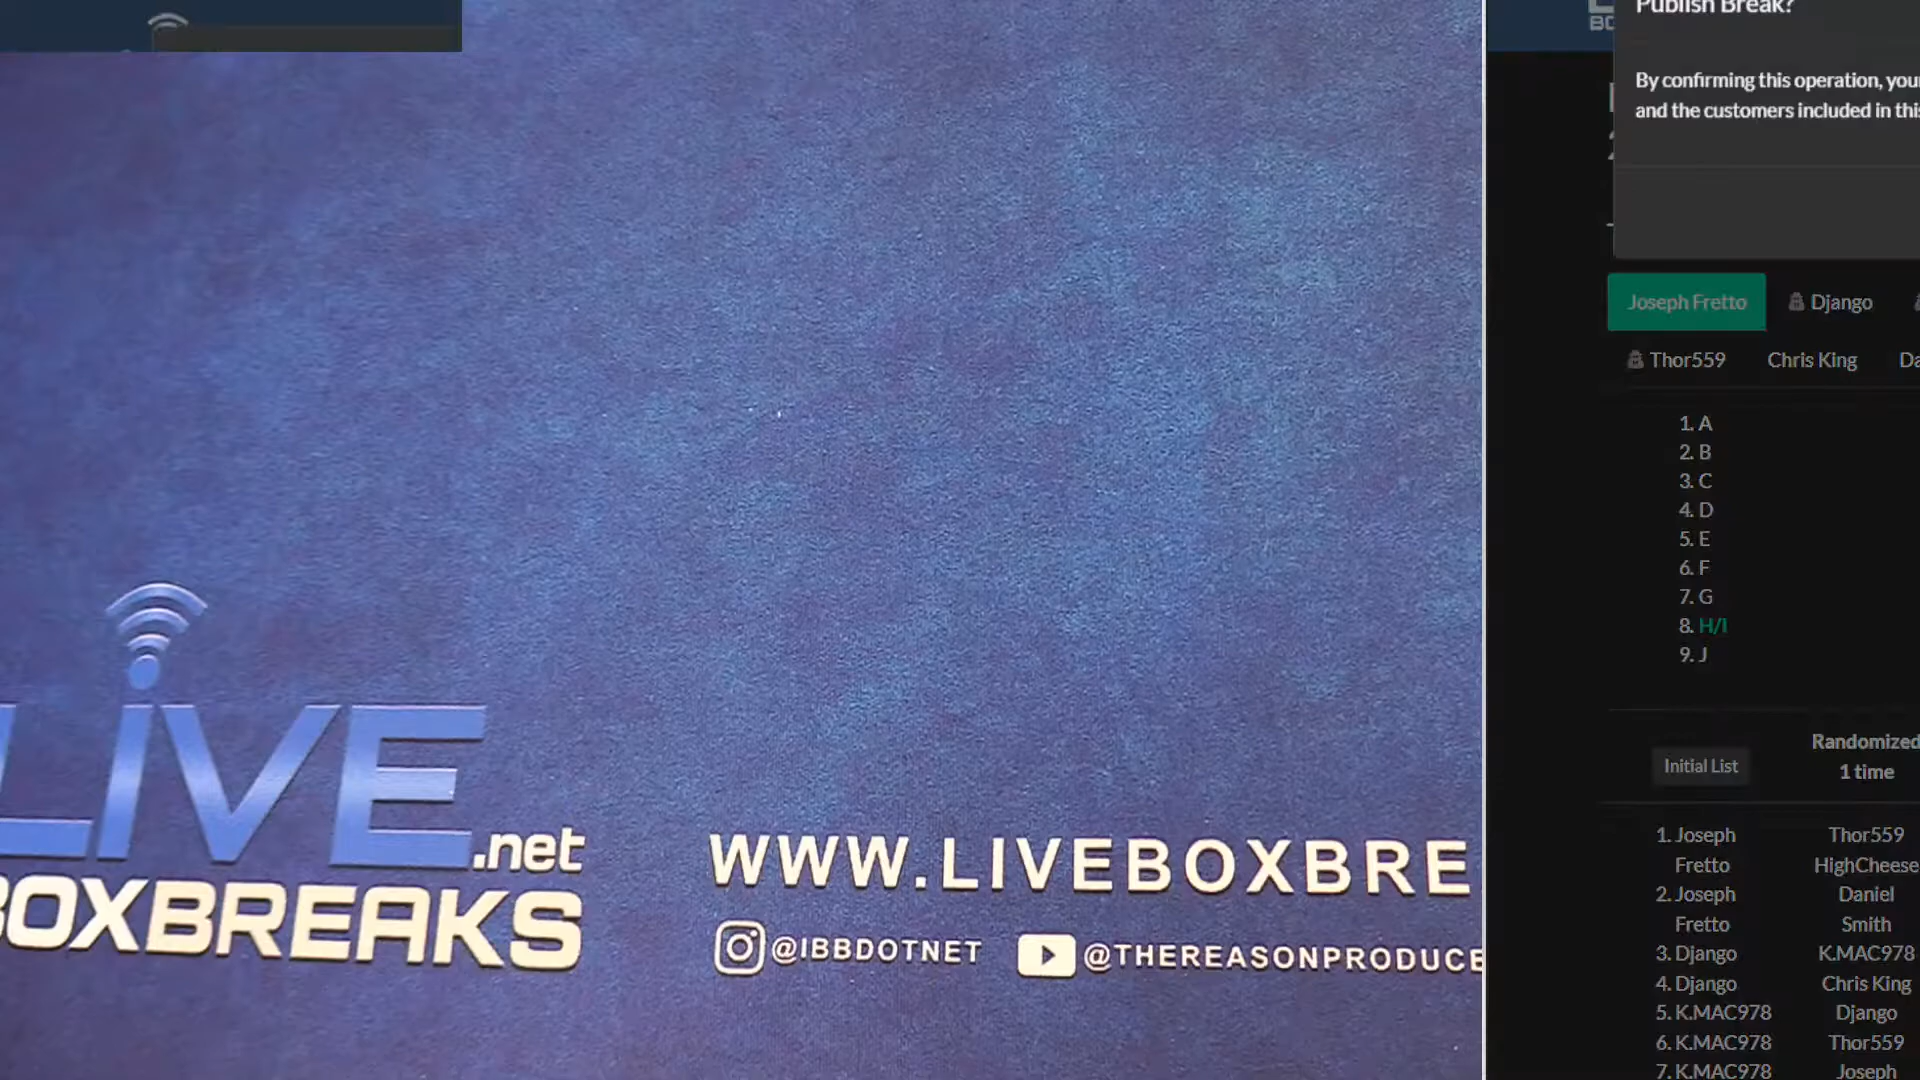 LIVE
.net
BOXBREAKS
WWW.LIVEBOXBRE
@IBBDOTNET @THEREASONPRODUCE
Publish Break?
By confirming this operation, your
and the customers included in this
Joseph Fretto Django
Thor559 Chris King Da
1. A
2. B
3. C
4. D
5. E
6. F
7. G
8. H/I
9. J
Initial List
Randomized
1 time
1. Joseph Thor559
Fretto HighCheese
2. Joseph Daniel
Fretto Smith
3. Django K.MAC978
4. Django Chris King
5. K.MAC978 Django
6. K.MAC978 Thor559
7. K.MAC978 Joseph